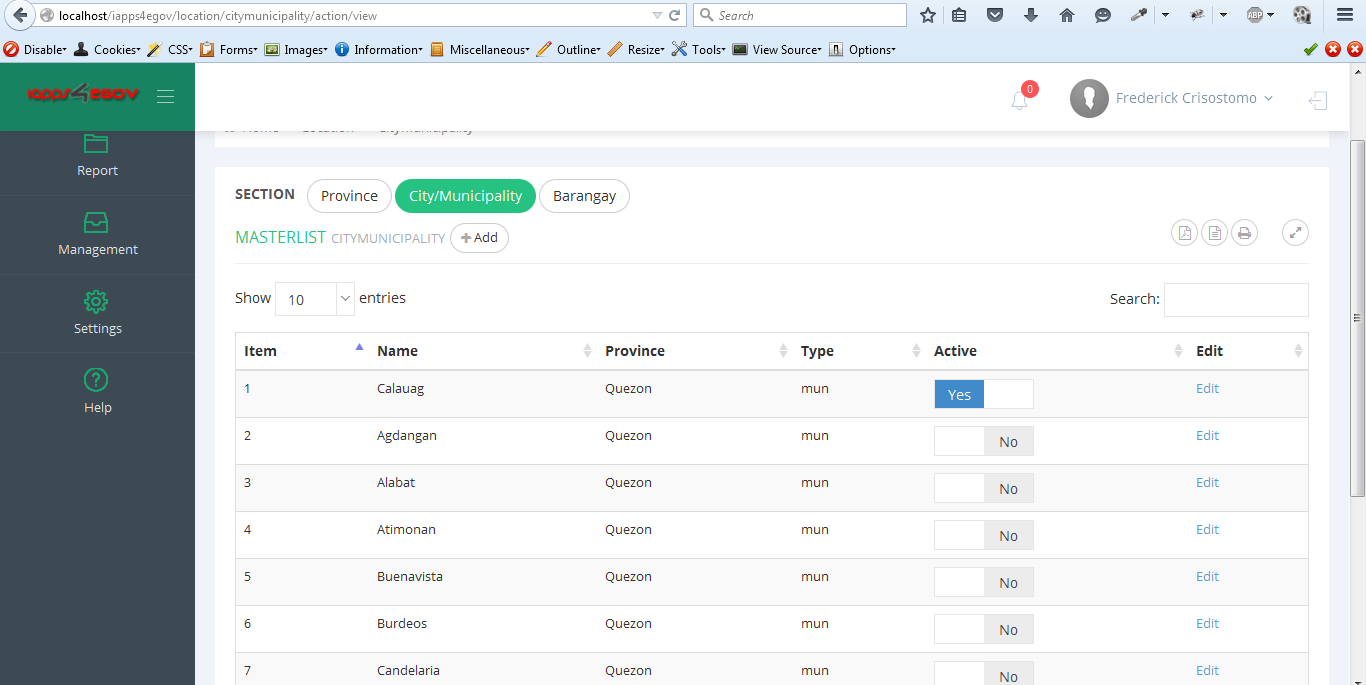 localhost/iapps4egov/location/citymunicipality/action/view
Search
ABP
Disable Cookies CSS Forms Images Information Miscellaneous Outline Resize Tools View Source Options
iapps4EGOV
0
Frederick Crisostomo
Home Location Citymunicipality
Report
Management
Settings
Help
SECTION Province City/Municipality Barangay
MASTERLIST CITYMUNICIPALITY + Add
Show 10 entries Search:
Item Name Province Type Active Edit
1 Calauag Quezon mun Yes Edit
2 Agdangan Quezon mun No Edit
3 Alabat Quezon mun No Edit
4 Atimonan Quezon mun No Edit
5 Buenavista Quezon mun No Edit
6 Burdeos Quezon mun No Edit
7 Candelaria Quezon mun No Edit